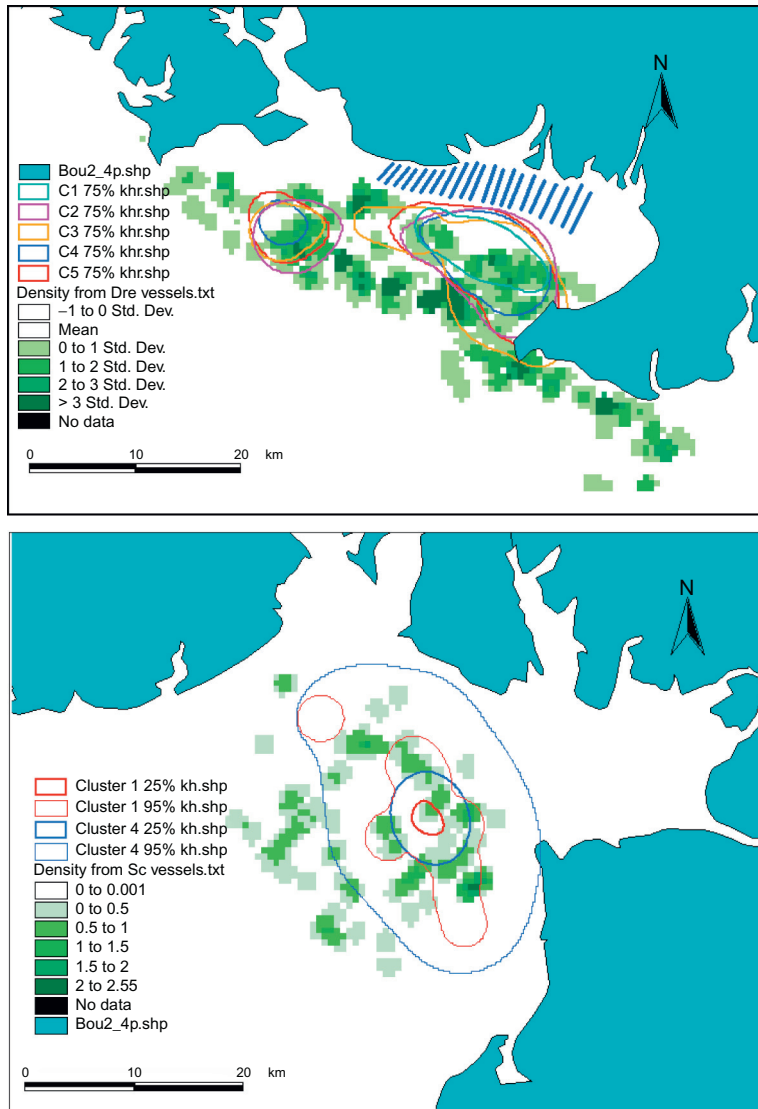 N
Bou2_4p.shp
C1 75% khr.shp
C2 75% khr.shp
C3 75% khr.shp
C4 75% khr.shp
C5 75% khr.shp
Density from Dre vessels.txt
–1 to 0 Std. Dev.
Mean
0 to 1 Std. Dev.
1 to 2 Std. Dev.
2 to 3 Std. Dev.
> 3 Std. Dev.
No data
0 10 20 km
N
Cluster 1 25% kh.shp
Cluster 1 95% kh.shp
Cluster 4 25% kh.shp
Cluster 4 95% kh.shp
Density from Sc vessels.txt
0 to 0.001
0 to 0.5
0.5 to 1
1 to 1.5
1.5 to 2
2 to 2.55
No data
Bou2_4p.shp
0 10 20 km